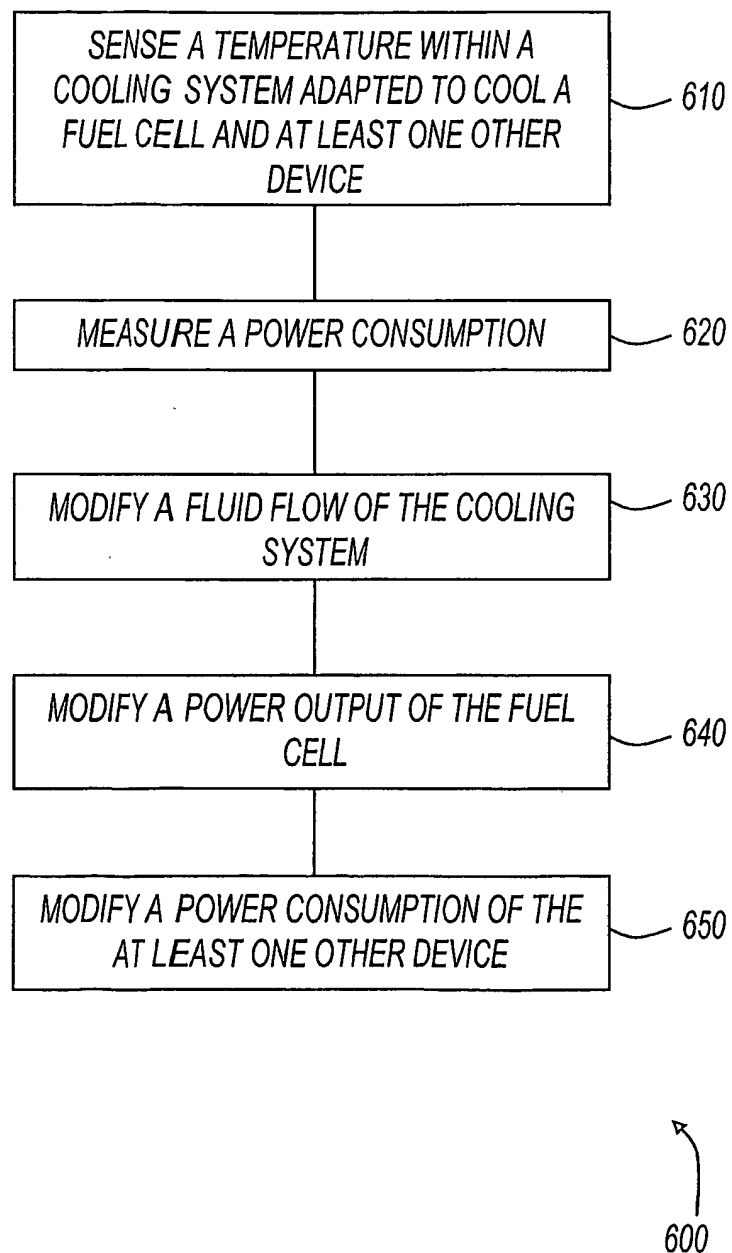 SENSE A TEMPERATURE WITHIN A
COOLING SYSTEM ADAPTED TO COOL A
FUEL CELL AND AT LEAST ONE OTHER
DEVICE
610
MEASURE A POWER CONSUMPTION
620
MODIFY A FLUID FLOW OF THE COOLING
SYSTEM
630
MODIFY A POWER OUTPUT OF THE FUEL
CELL
640
MODIFY A POWER CONSUMPTION OF THE
AT LEAST ONE OTHER DEVICE
650
600